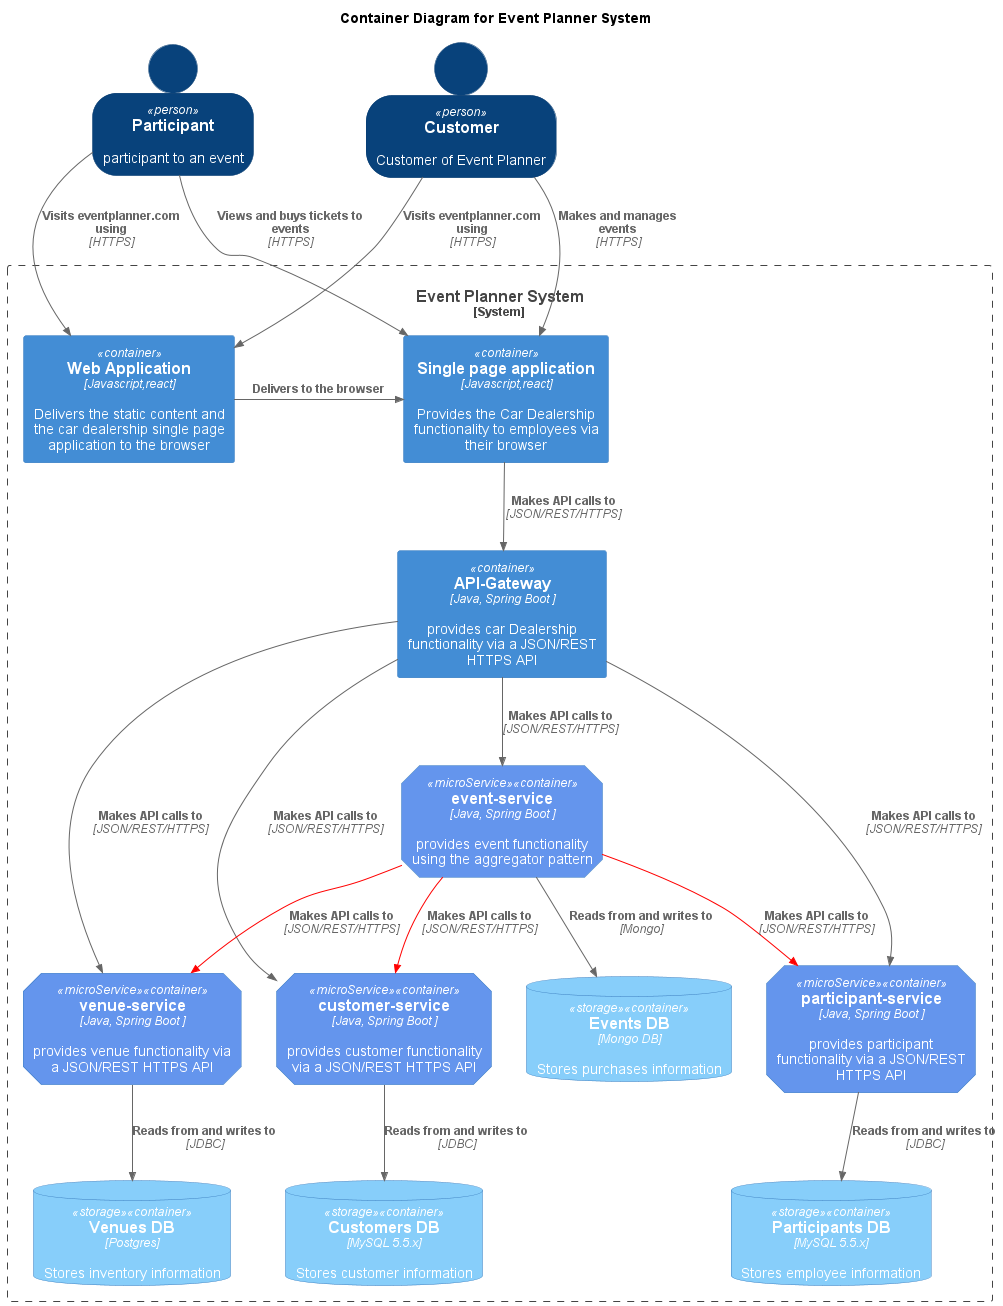 Container Diagram for Event Planner System
«person»
Participant
participant to an event
«person»
Customer
Customer of Event Planner
Visits eventplanner.com
using
[HTTPS]
Views and buys tickets to
events
[HTTPS]
Visits eventplanner.com
using
[HTTPS]
Makes and manages
events
[HTTPS]
Event Planner System
[System]
«container»
Web Application
[Javascript,react]
Delivers the static content and
the car dealership single page
application to the browser
Delivers to the browser
«container»
Single page application
[Javascript,react]
Provides the Car Dealership
functionality to employees via
their browser
Makes API calls to
[JSON/REST/HTTPS]
«container»
API-Gateway
[Java, Spring Boot ]
provides car Dealership
functionality via a JSON/REST
HTTPS API
Makes API calls to
[JSON/REST/HTTPS]
«microService»«container»
event-service
[Java, Spring Boot ]
provides event functionality
using the aggregator pattern
Makes API calls to
[JSON/REST/HTTPS]
Makes API calls to
[JSON/REST/HTTPS]
Makes API calls to
[JSON/REST/HTTPS]
Makes API calls to
[JSON/REST/HTTPS]
Makes API calls to
[JSON/REST/HTTPS]
Reads from and writes to
[Mongo]
Makes API calls to
[JSON/REST/HTTPS]
«microService»«container»
venue-service
[Java, Spring Boot ]
provides venue functionality via
a JSON/REST HTTPS API
«microService»«container»
customer-service
[Java, Spring Boot ]
provides customer functionality
via a JSON/REST HTTPS API
«storage»«container»
Events DB
[Mongo DB]
Stores purchases information
«microService»«container»
participant-service
[Java, Spring Boot ]
provides participant
functionality via a JSON/REST
HTTPS API
Reads from and writes to
[JDBC]
Reads from and writes to
[JDBC]
Reads from and writes to
[JDBC]
«storage»«container»
Venues DB
[Postgres]
Stores inventory information
«storage»«container»
Customers DB
[MySQL 5.5.x]
Stores customer information
«storage»«container»
Participants DB
[MySQL 5.5.x]
Stores employee information